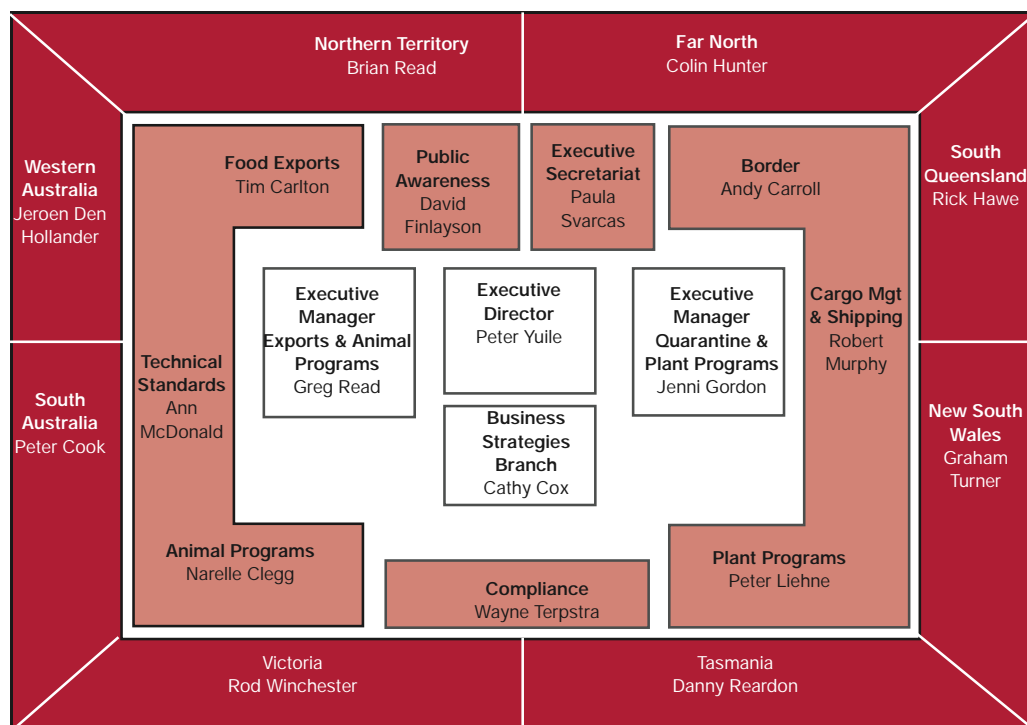 Northern Territory
Brian Read
Far North
Colin Hunter
Western
Australia
Jeroen Den
Hollander
Food Exports
Tim Carlton
Public
Awareness
David
Finlayson
Executive
Secretariat
Paula
Svarcas
Border
Andy Carroll
South
Queensland
Rick Hawe
Executive
Manager
Exports & Animal
Programs
Greg Read
Executive
Director
Peter Yuile
Executive
Manager
Quarantine &
Plant Programs
Jenni Gordon
Cargo Mgt
& Shipping
Robert
Murphy
Technical
Standards
Ann
McDonald
South
Australia
Peter Cook
Business
Strategies
Branch
Cathy Cox
New South
Wales
Graham
Turner
Animal Programs
Narelle Clegg
Compliance
Wayne Terpstra
Plant Programs
Peter Liehne
Victoria
Rod Winchester
Tasmania
Danny Reardon